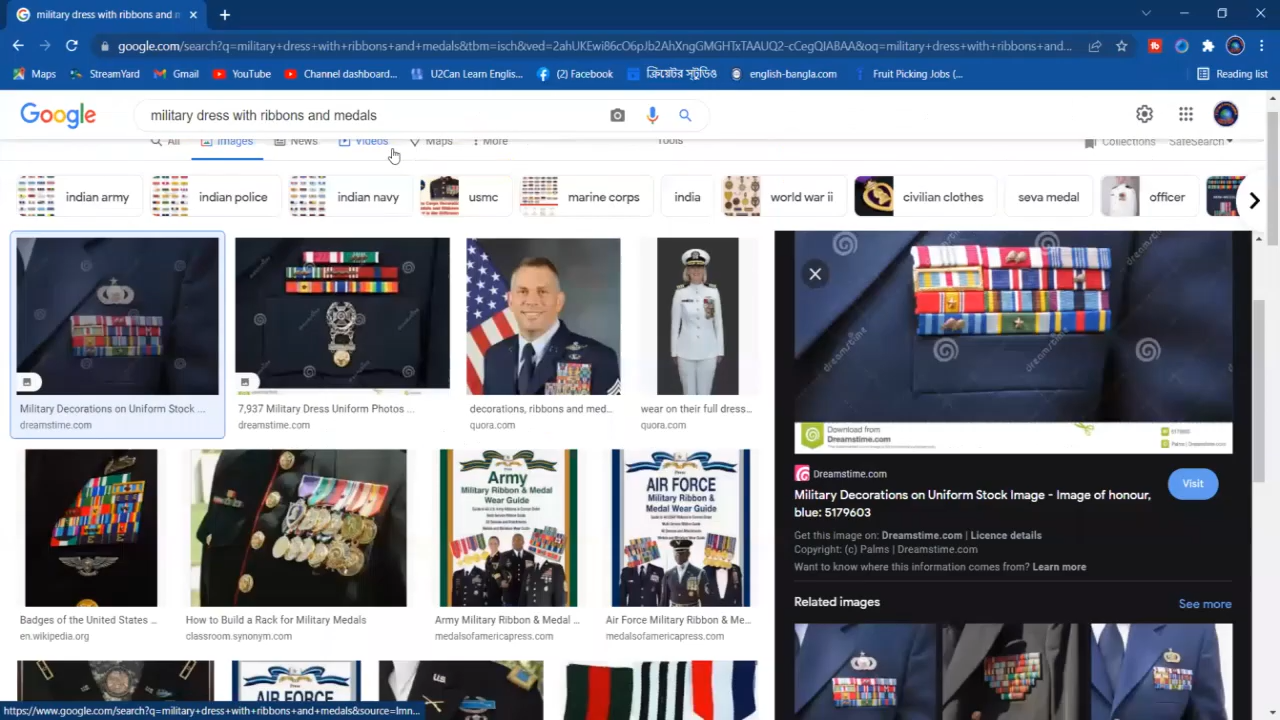 military dress with ribbons and m
google.com/search?q=military+dress+with+ribbons+and+medals&tbm=isch&ved=2ahUKEwi86cO6pJb2AhXngGMGHTxTAAUQ2-cCegQIABAA&oq=military+dress+with+ribbons+and+med...
Maps StreamYard Gmail YouTube Channel dashboard... U2Can Learn Englis... (2) Facebook ক্রিয়েটর স্টুডিও english-bangla.com Fruit Picking Jobs (... Reading list
Google military dress with ribbons and medals
All Images News Videos Maps More Tools Collections SafeSearch
indian army indian police indian navy usmc marine corps india world war ii civilian clothes seva medal officer
Military Decorations on Uniform Stock ...
dreamstime.com
7,937 Military Dress Uniform Photos ...
dreamstime.com
decorations, ribbons and med...
quora.com
wear on their full dress...
quora.com
Army
Military Ribbon & Medal
Wear Guide
AIR FORCE
Military Ribbon &
Medal Wear Guide
Badges of the United States ...
en.wikipedia.org
How to Build a Rack for Military Medals
classroom.synonym.com
Army Military Ribbon & Medal ...
medalsofamericapress.com
Air Force Military Ribbon & Me...
medalsofamericapress.com
AIR FORCE
US
dreamstime
Download from
Dreamstime.com
5179603
Palms | Dreamstime.com
Dreamstime.com
Visit
Military Decorations on Uniform Stock Image - Image of honour,
blue: 5179603
Get this image on: Dreamstime.com | Licence details
Copyright: (c) Palms | Dreamstime.com
Want to know where this information comes from? Learn more
Related images See more
https://www.google.com/search?q=military+dress+with+ribbons+and+medals&source=lmn...